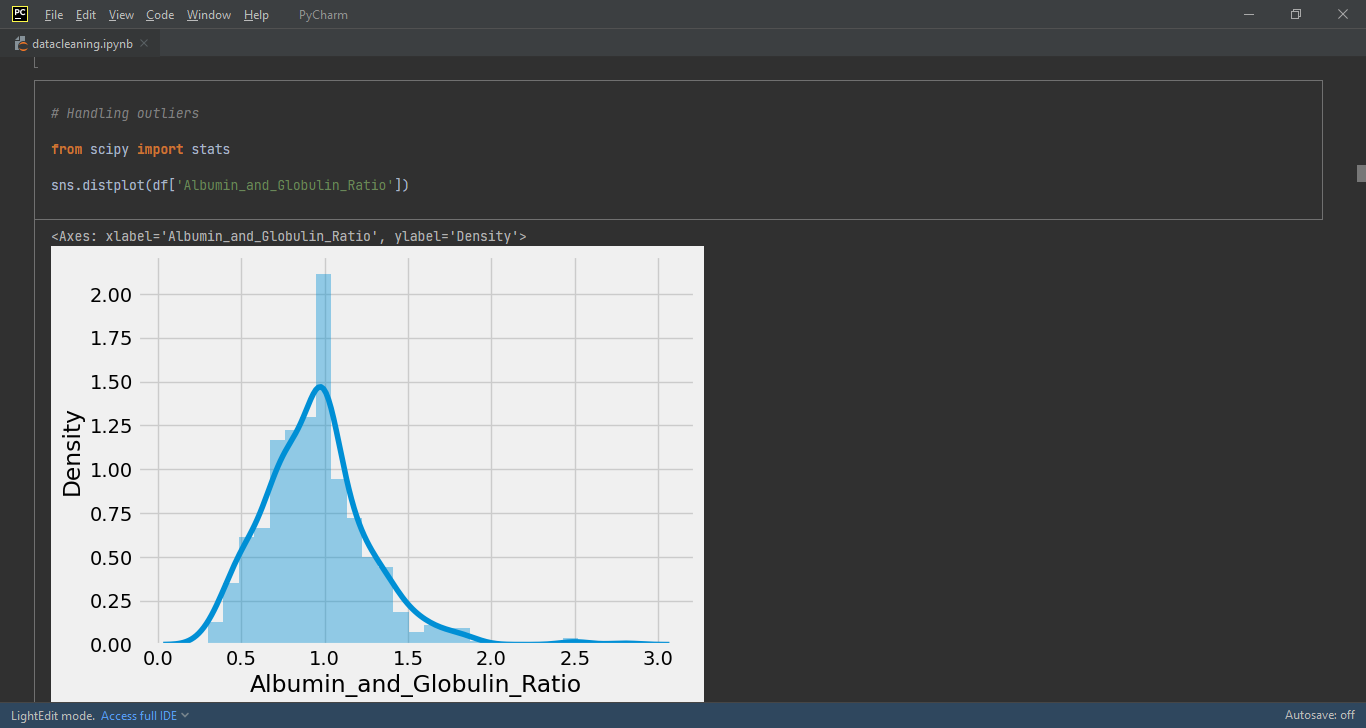 PC File Edit View Code Window Help PyCharm
datacleaning.ipynb
# Handling outliers
from scipy import stats
sns.distplot(df['Albumin_and_Globulin_Ratio'])
<Axes: xlabel='Albumin_and_Globulin_Ratio', ylabel='Density'>
2.00
1.75
1.50
1.25
1.00
0.75
0.50
0.25
0.00
Density
0.0 0.5 1.0 1.5 2.0 2.5 3.0
Albumin_and_Globulin_Ratio
LightEdit mode. Access full IDE Autosave: off